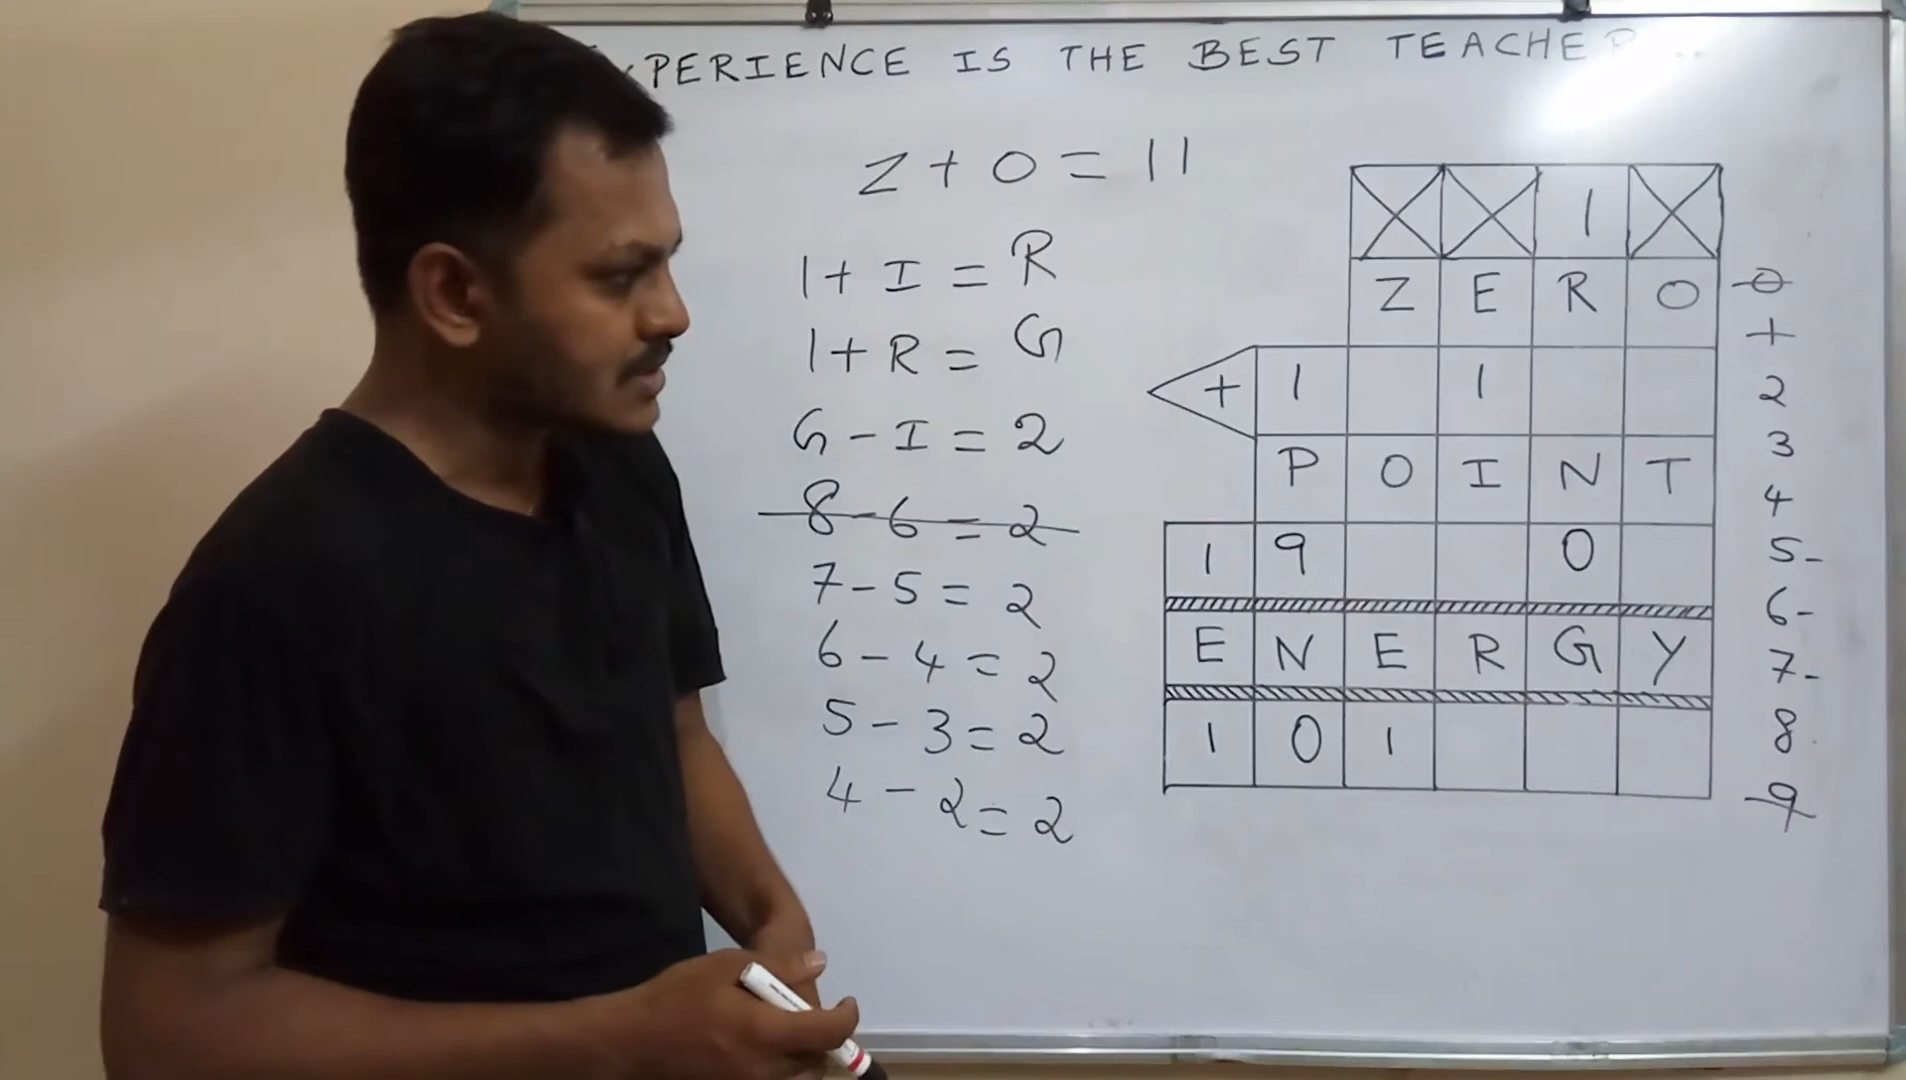 XPERIENCE IS THE BEST TEACHER..
Z + O = 11
1 + I = R
1 + R = G
G - I = 2
8 - 6 = 2
7 - 5 = 2
6 - 4 = 2
5 - 3 = 2
4 - 2 = 2
1
Z E R O
+ 1 1
P O I N T
1 9 0
E N E R G Y
1 0 1
0
1
2
3
4
5-
6-
7-
8
9